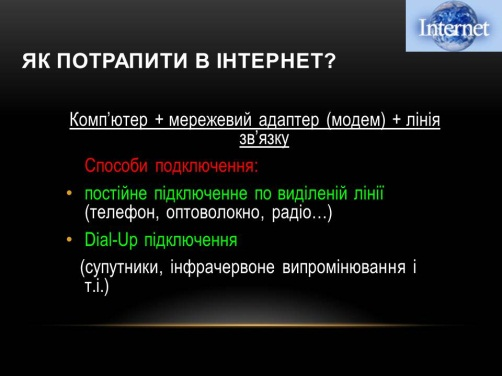 Internet
ЯК ПОТРАПИТИ В ІНТЕРНЕТ?
Комп’ютер + мережевий адаптер (модем) + лінія
зв’язку
Способи подключення:
• постійне підключенне по виділеній лінії
(телефон, оптоволокно, радіо…)
• Dial-Up підключення
(супутники, інфрачервоне випромінювання і
т.і.)